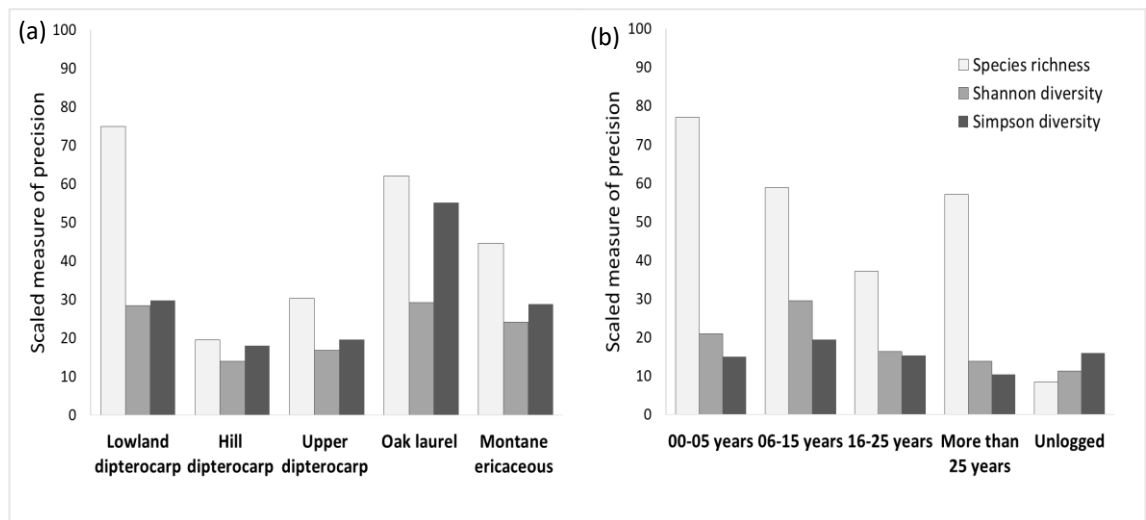 (a)
Scaled measure of precision
100
90
80
70
60
50
40
30
20
10
0
Lowland dipterocarp
Hill dipterocarp
Upper dipterocarp
Oak laurel
Montane ericaceous
(b)
Scaled measure of precision
100
90
80
70
60
50
40
30
20
10
0
Species richness
Shannon diversity
Simpson diversity
00-05 years
06-15 years
16-25 years
More than
25 years
Unlogged